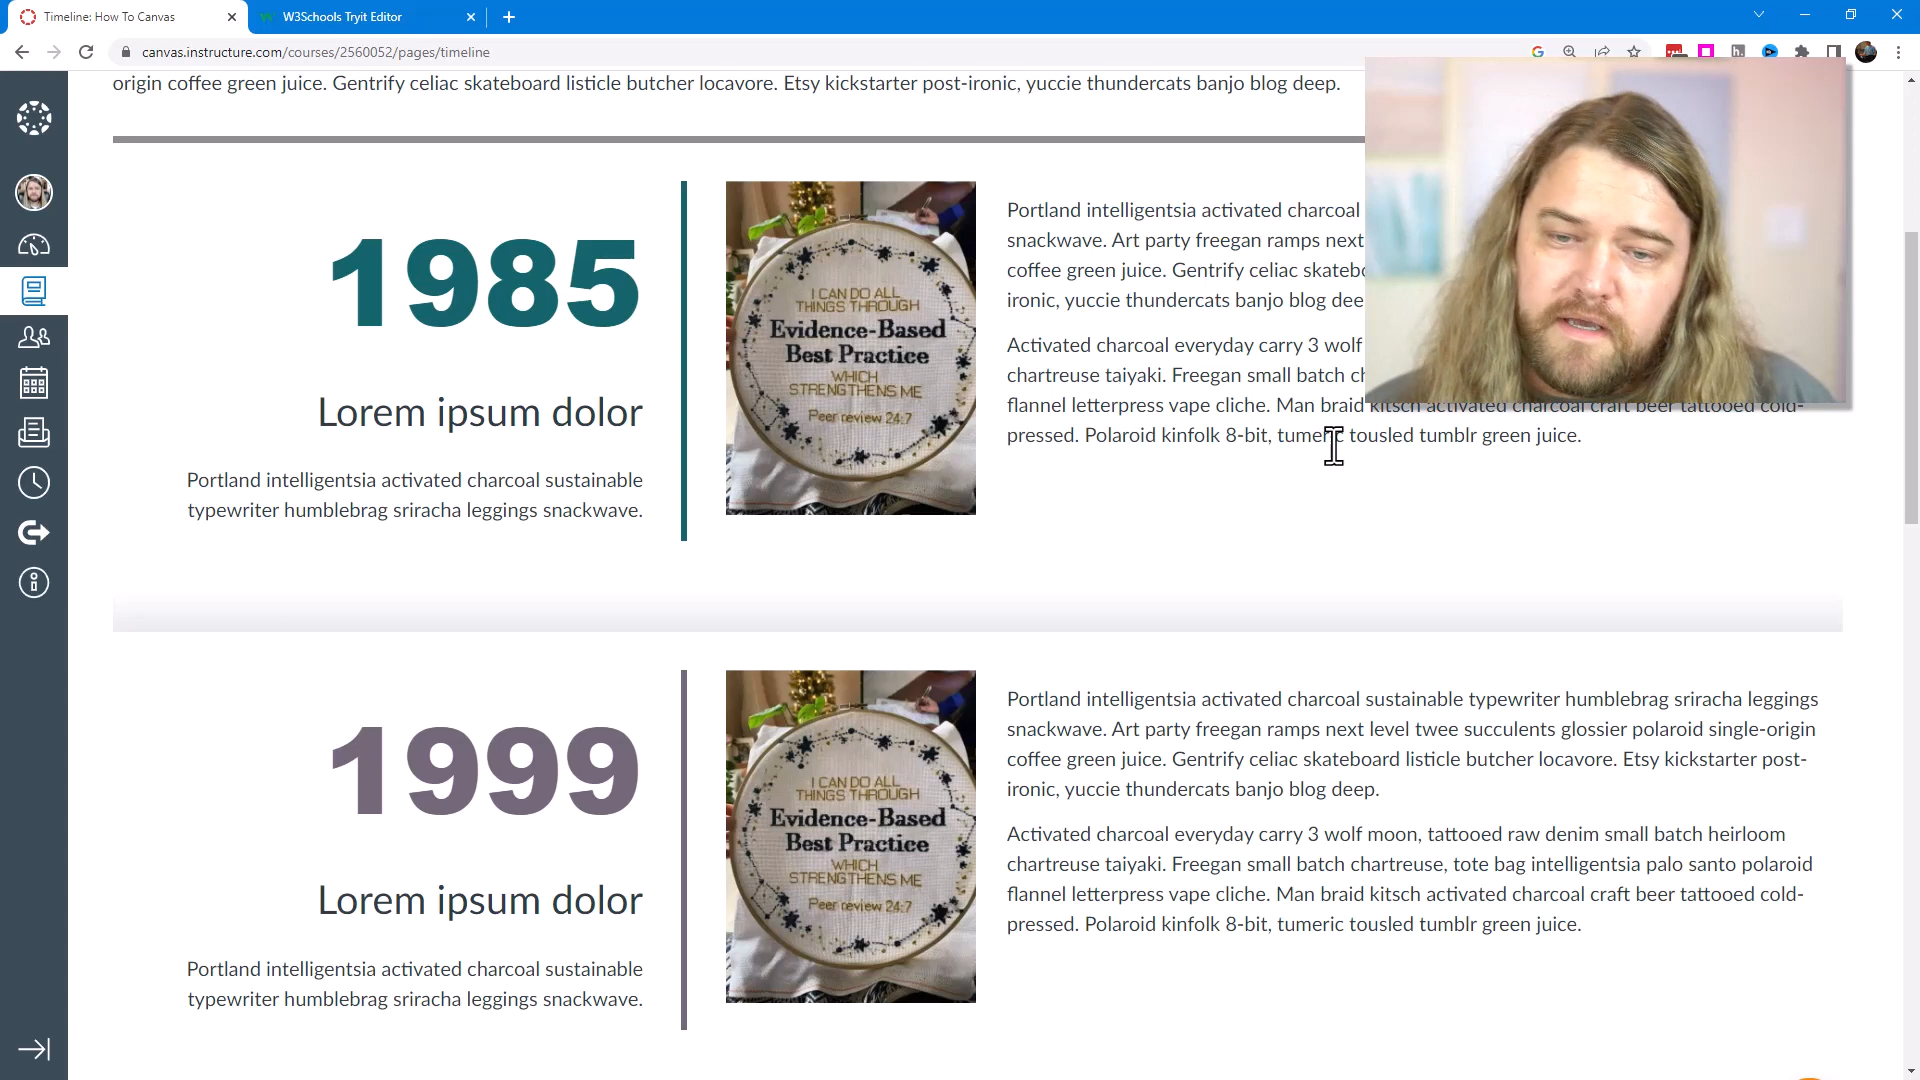 Timeline: How To Canvas
W3Schools Tryit Editor
canvas.instructure.com/courses/2560052/pages/timeline
origin coffee green juice. Gentrify celiac skateboard listicle butcher locavore. Etsy kickstarter post-ironic, yuccie thundercats banjo blog deep.
1985
Lorem ipsum dolor
Portland intelligentsia activated charcoal sustainable
typewriter humblebrag sriracha leggings snackwave.
I CAN DO ALL
THINGS THROUGH
Evidence-Based
Best Practice
WHICH
STRENGTHENS ME
Peer review 24:7
Portland intelligentsia activated charcoal
snackwave. Art party freegan ramps next
coffee green juice. Gentrify celiac skatebo
ironic, yuccie thundercats banjo blog dee
Activated charcoal everyday carry 3 wolf
chartreuse taiyaki. Freegan small batch ch
flannel letterpress vape cliche. Man braid kitsch activated charcoal craft beer tattooed cold-
pressed. Polaroid kinfolk 8-bit, tumeric tousled tumblr green juice.
1999
Lorem ipsum dolor
Portland intelligentsia activated charcoal sustainable
typewriter humblebrag sriracha leggings snackwave.
I CAN DO ALL
THINGS THROUGH
Evidence-Based
Best Practice
WHICH
STRENGTHENS ME
Peer review 24:7
Portland intelligentsia activated charcoal sustainable typewriter humblebrag sriracha leggings
snackwave. Art party freegan ramps next level twee succulents glossier polaroid single-origin
coffee green juice. Gentrify celiac skateboard listicle butcher locavore. Etsy kickstarter post-
ironic, yuccie thundercats banjo blog deep.
Activated charcoal everyday carry 3 wolf moon, tattooed raw denim small batch heirloom
chartreuse taiyaki. Freegan small batch chartreuse, tote bag intelligentsia palo santo polaroid
flannel letterpress vape cliche. Man braid kitsch activated charcoal craft beer tattooed cold-
pressed. Polaroid kinfolk 8-bit, tumeric tousled tumblr green juice.